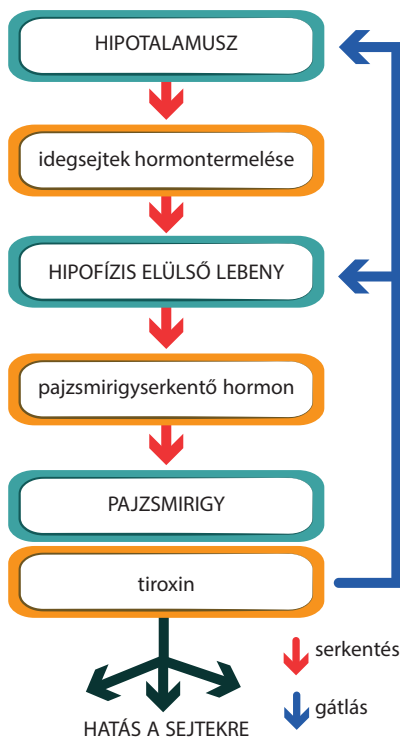 HIPOTALAMUSZ
idegsejtek hormontermelése
HIPOFÍZIS ELÜLSŐ LEBENY
pajzsmirigyserkentő hormon
PAJZSMIRIGY
tiroxin
serkentés
gátlás
HATÁS A SEJTEKRE